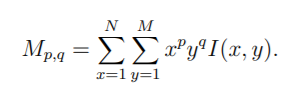 $M_{p,q} = \sum_{x=1}^{N} \sum_{y=1}^{M} x^p y^q I(x, y).$